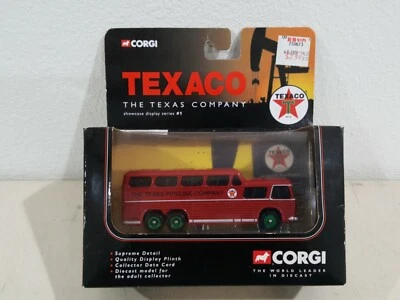 CORGI
TEXACO
THE TEXAS COMPANY
showcase display series #1
TEXACO
T
THE TEXAS PIPELINE COMPANY
Supreme Detail
Quality Display Plinth
Collector Data Card
Diecast model for the adult collector
CORGI
THE WORLD LEADER
IN DIECAST